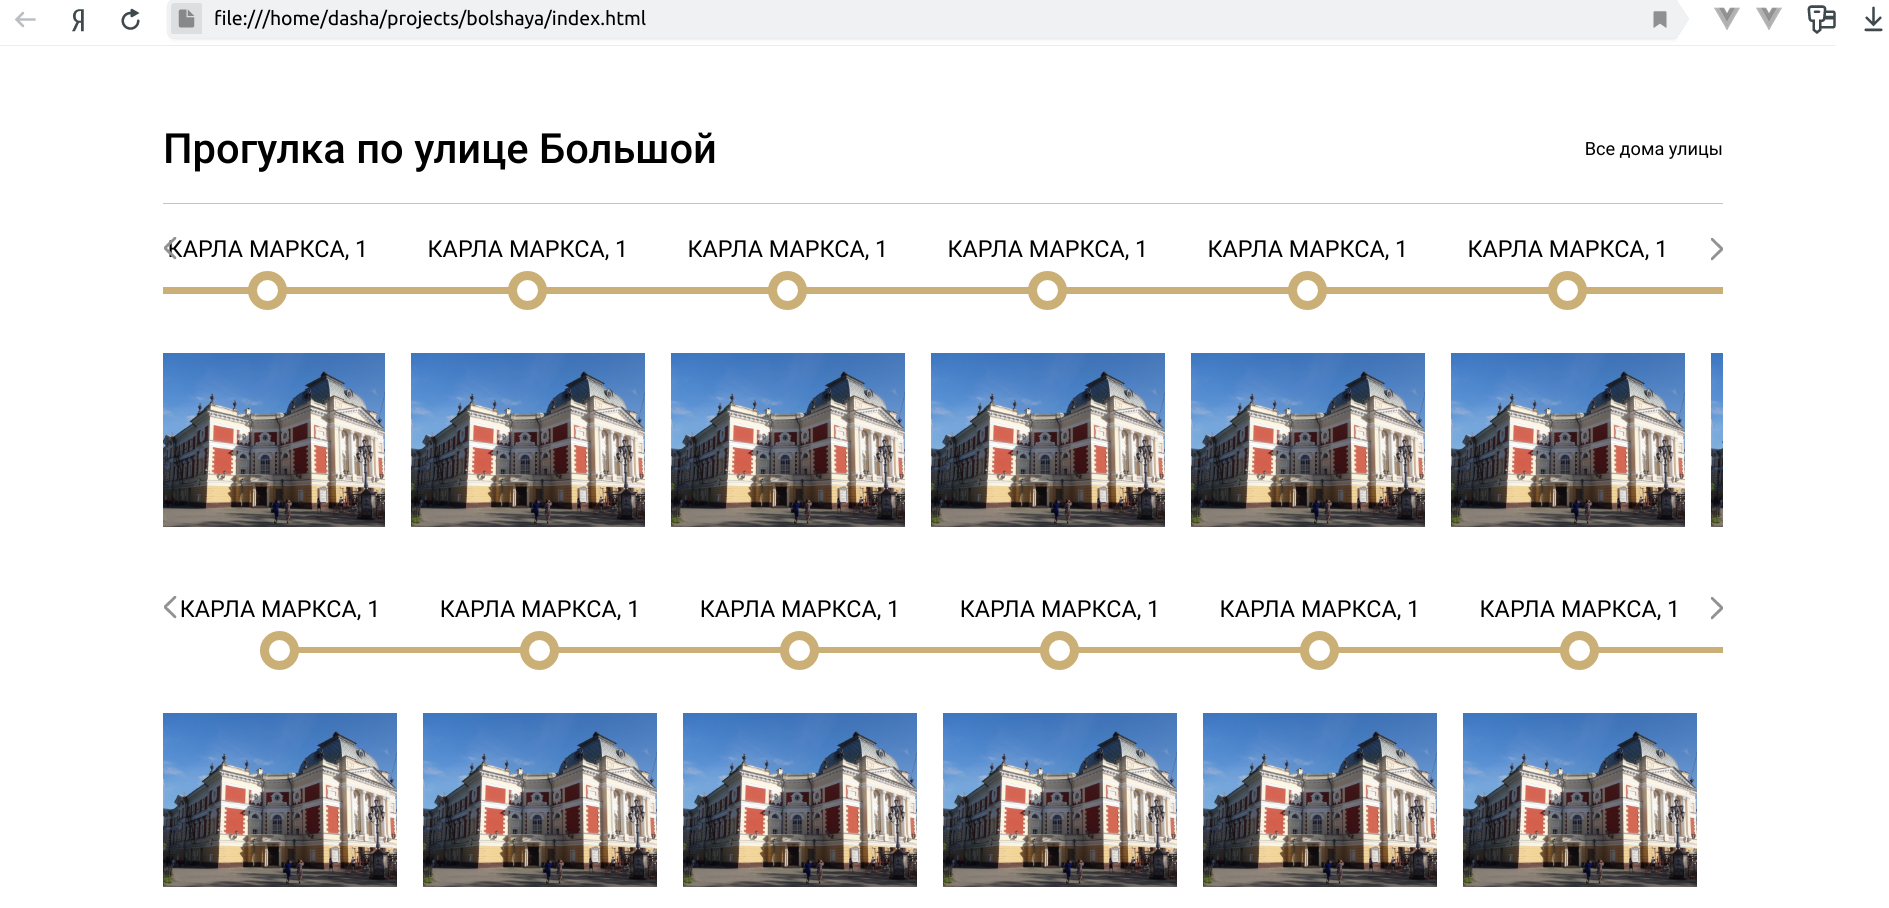 Я file:///home/dasha/projects/bolshaya/index.html
Прогулка по улице Большой
Все дома улицы
КАРЛА МАРКСА, 1 КАРЛА МАРКСА, 1 КАРЛА МАРКСА, 1 КАРЛА МАРКСА, 1 КАРЛА МАРКСА, 1 КАРЛА МАРКСА, 1
КАРЛА МАРКСА, 1 КАРЛА МАРКСА, 1 КАРЛА МАРКСА, 1 КАРЛА МАРКСА, 1 КАРЛА МАРКСА, 1 КАРЛА МАРКСА, 1